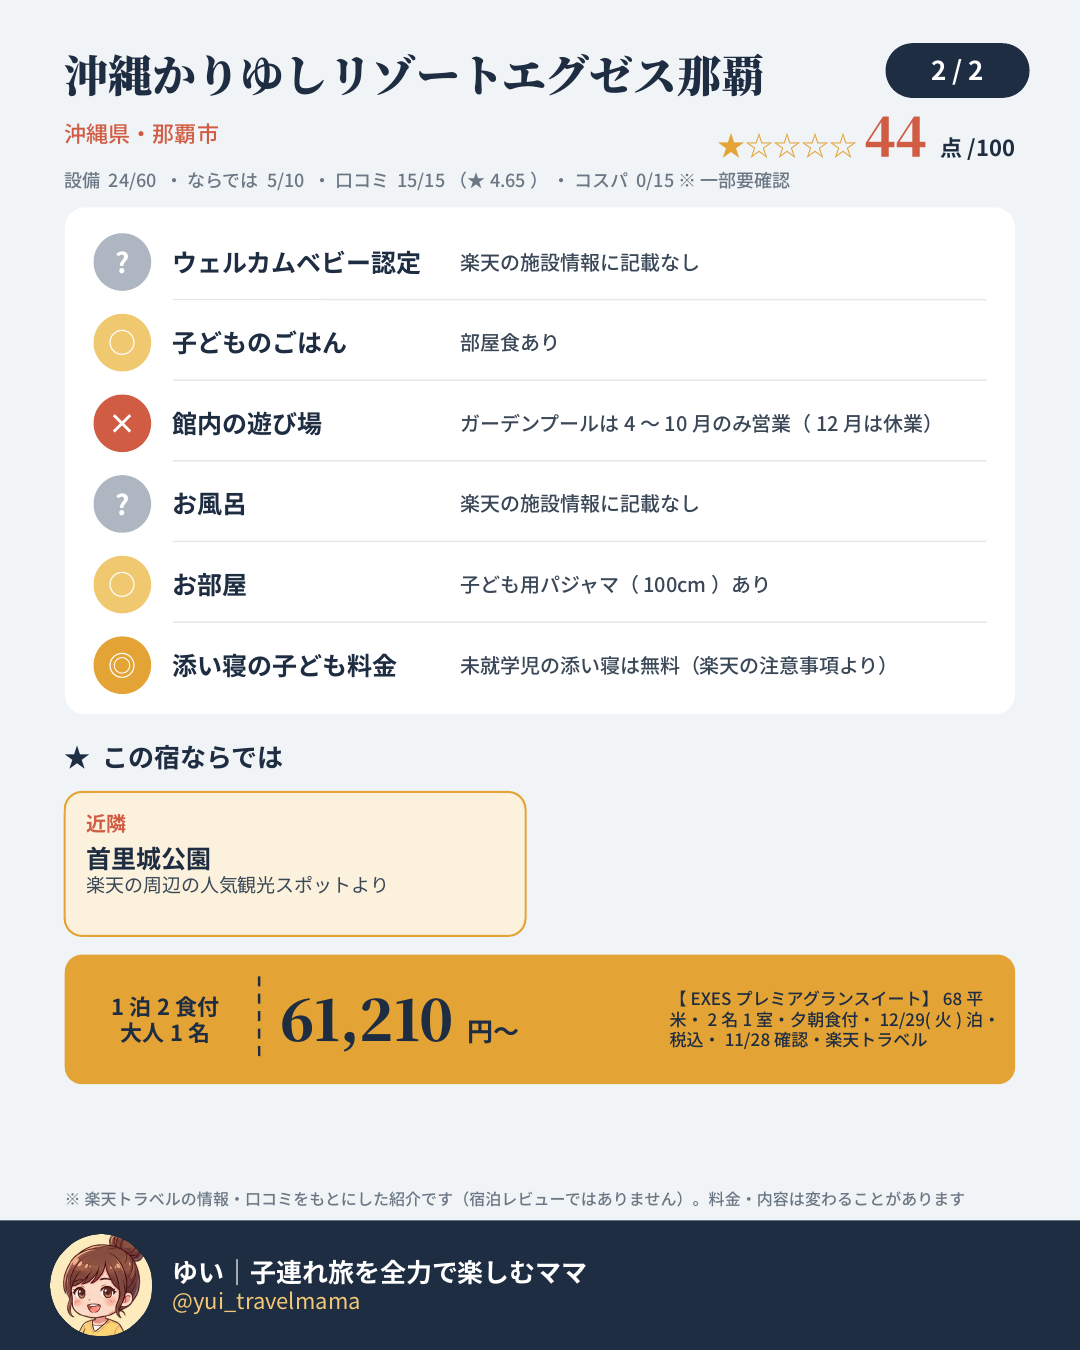 沖縄かりゆしリゾートエグゼス那覇
2 / 2
沖縄県・那覇市
★☆☆☆☆ 44 点 /100
設備 24/60 ・ ならでは 5/10 ・ 口コミ 15/15 （★ 4.65 ） ・ コスパ 0/15 ※ 一部要確認
? ウェルカムベビー認定 楽天の施設情報に記載なし
○ 子どものごはん 部屋食あり
× 館内の遊び場 ガーデンプールは 4 〜 10 月のみ営業（ 12 月は休業）
? お風呂 楽天の施設情報に記載なし
○ お部屋 子ども用パジャマ（ 100cm ）あり
◎ 添い寝の子ども料金 未就学児の添い寝は無料（楽天の注意事項より）
★ この宿ならでは
近隣
首里城公園
楽天の周辺の人気観光スポットより
1 泊 2 食付
大人 1 名
61,210 円〜
【 EXES プレミアグランスイート】 68 平
米・ 2 名 1 室・夕朝食付・ 12/29( 火 ) 泊・
税込・ 11/28 確認・楽天トラベル
※ 楽天トラベルの情報・口コミをもとにした紹介です（宿泊レビューではありません）。料金・内容は変わることがあります
ゆい｜子連れ旅を全力で楽しむママ
@yui_travelmama